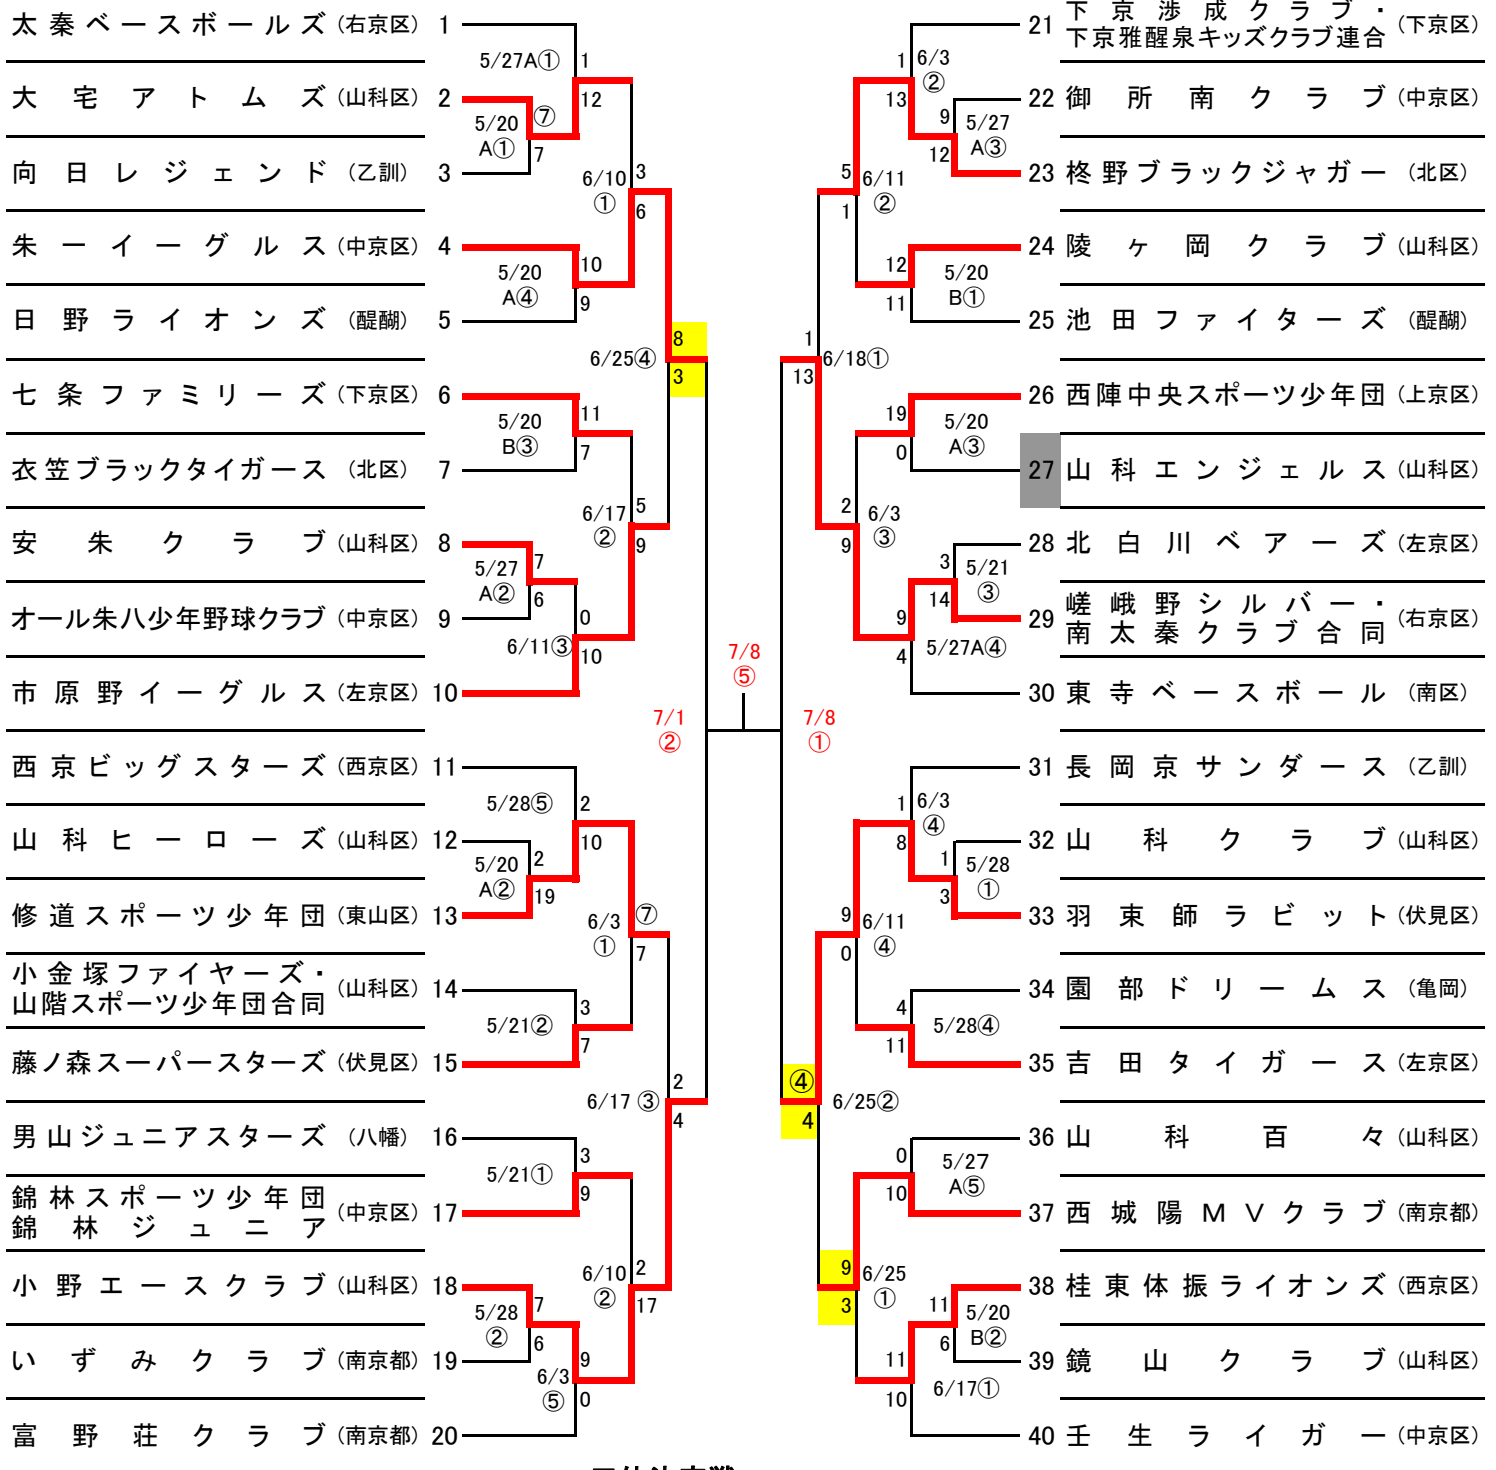 太秦ベースボールズ (右京区) 1
5/27A① 1
大宅アトムズ (山科区) 2
12
5/20 ⑦
A① 7
向日レジェンド (乙訓) 3
6/10 3
① 6
朱一イーグルス (中京区) 4
5/20 10
A④ 9
日野ライオンズ (醍醐) 5
8
6/25④
3
七条ファミリーズ (下京区) 6
5/20 11
B③ 7
衣笠ブラックタイガース (北区) 7
6/17 5
② 9
安朱クラブ (山科区) 8
5/27 7
A② 6
オール朱八少年野球クラブ (中京区) 9
0
6/11③ 10
市原野イーグルス (左京区) 10
7/1
②
7/8
⑤
7/8
①
西京ビッグスターズ (西京区) 11
5/28⑤ 2
山科ヒーローズ (山科区) 12
10
5/20 2
A② 19
修道スポーツ少年団 (東山区) 13
6/3 ⑦
① 7
小金塚ファイヤーズ・
山階スポーツ少年団合同 (山科区) 14
5/21② 3
7
藤ノ森スーパースターズ (伏見区) 15
2
6/17 ③
4
男山ジュニアスターズ (八幡) 16
5/21① 3
9
錦林スポーツ少年団
錦林ジュニア (中京区) 17
小野エースクラブ (山科区) 18
6/10 2
② 17
5/28 7
② 6
いずみクラブ (南京都) 19
9
6/3
⑤ 0
富野荘クラブ (南京都) 20
21 下京渉成クラブ・
下京雅醒泉キッズクラブ連合 (下京区)
1 6/3
13 ②
22 御所南クラブ (中京区)
9 5/27
12 A③
23 柊野ブラックジャガー (北区)
5 6/11
1 ②
24 陵ヶ岡クラブ (山科区)
12 5/20
11 B①
25 池田ファイターズ (醍醐)
1
6/18①
13
26 西陣中央スポーツ少年団 (上京区)
19 5/20
0 A③
27 山科エンジェルス (山科区)
2 6/3
9 ③
28 北白川ベアーズ (左京区)
3 5/21
14 ③
29 嵯峨野シルバー・
南太秦クラブ合同 (右京区)
9
4 5/27A④
30 東寺ベースボール (南区)
31 長岡京サンダース (乙訓)
1 6/3
8 ④
32 山科クラブ (山科区)
1 5/28
3 ①
33 羽束師ラビット (伏見区)
9 6/11
0 ④
34 園部ドリームス (亀岡)
4 5/28④
11
35 吉田タイガース (左京区)
④
6/25②
4
36 山科百々 (山科区)
0 5/27
10 A⑤
37 西城陽MVクラブ (南京都)
9 6/25
3 ①
38 桂東体振ライオンズ (西京区)
11 5/20
6 B②
39 鏡山クラブ (山科区)
11
10 6/17①
40 壬生ライガー (中京区)